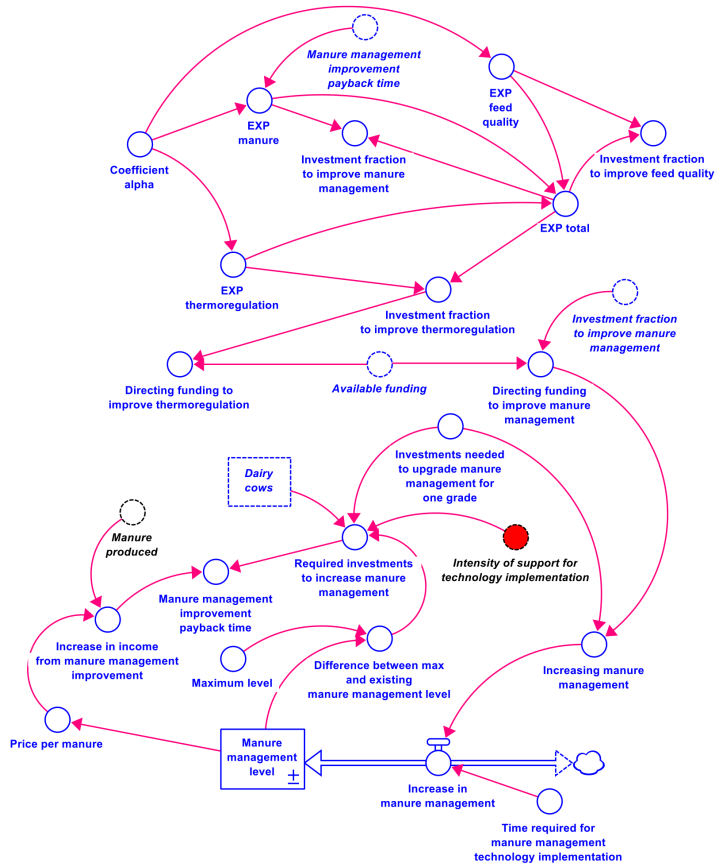 Manure management
improvement
payback time
EXP
feed
quality
EXP
manure
Coefficient
alpha
Investment fraction
to improve manure
management
Investment fraction
to improve feed quality
EXP total
EXP
thermoregulation
Investment fraction
to improve thermoregulation
Investment fraction
to improve manure
management
Directing funding to
improve thermoregulation
Available funding
Directing funding
to improve manure
management
Investments needed
to upgrade manure
management for
one grade
Dairy
cows
Manure
produced
Required investments
to increase manure
management
Intensity of support for
technology implementation
Manure management
improvement
payback time
Increase in income
from manure management
improvement
Maximum level
Difference between max
and existing
manure management level
Increasing manure
management
Price per manure
Manure
management
level
±
Increase in
manure management
Time required for
manure management
technology implementation